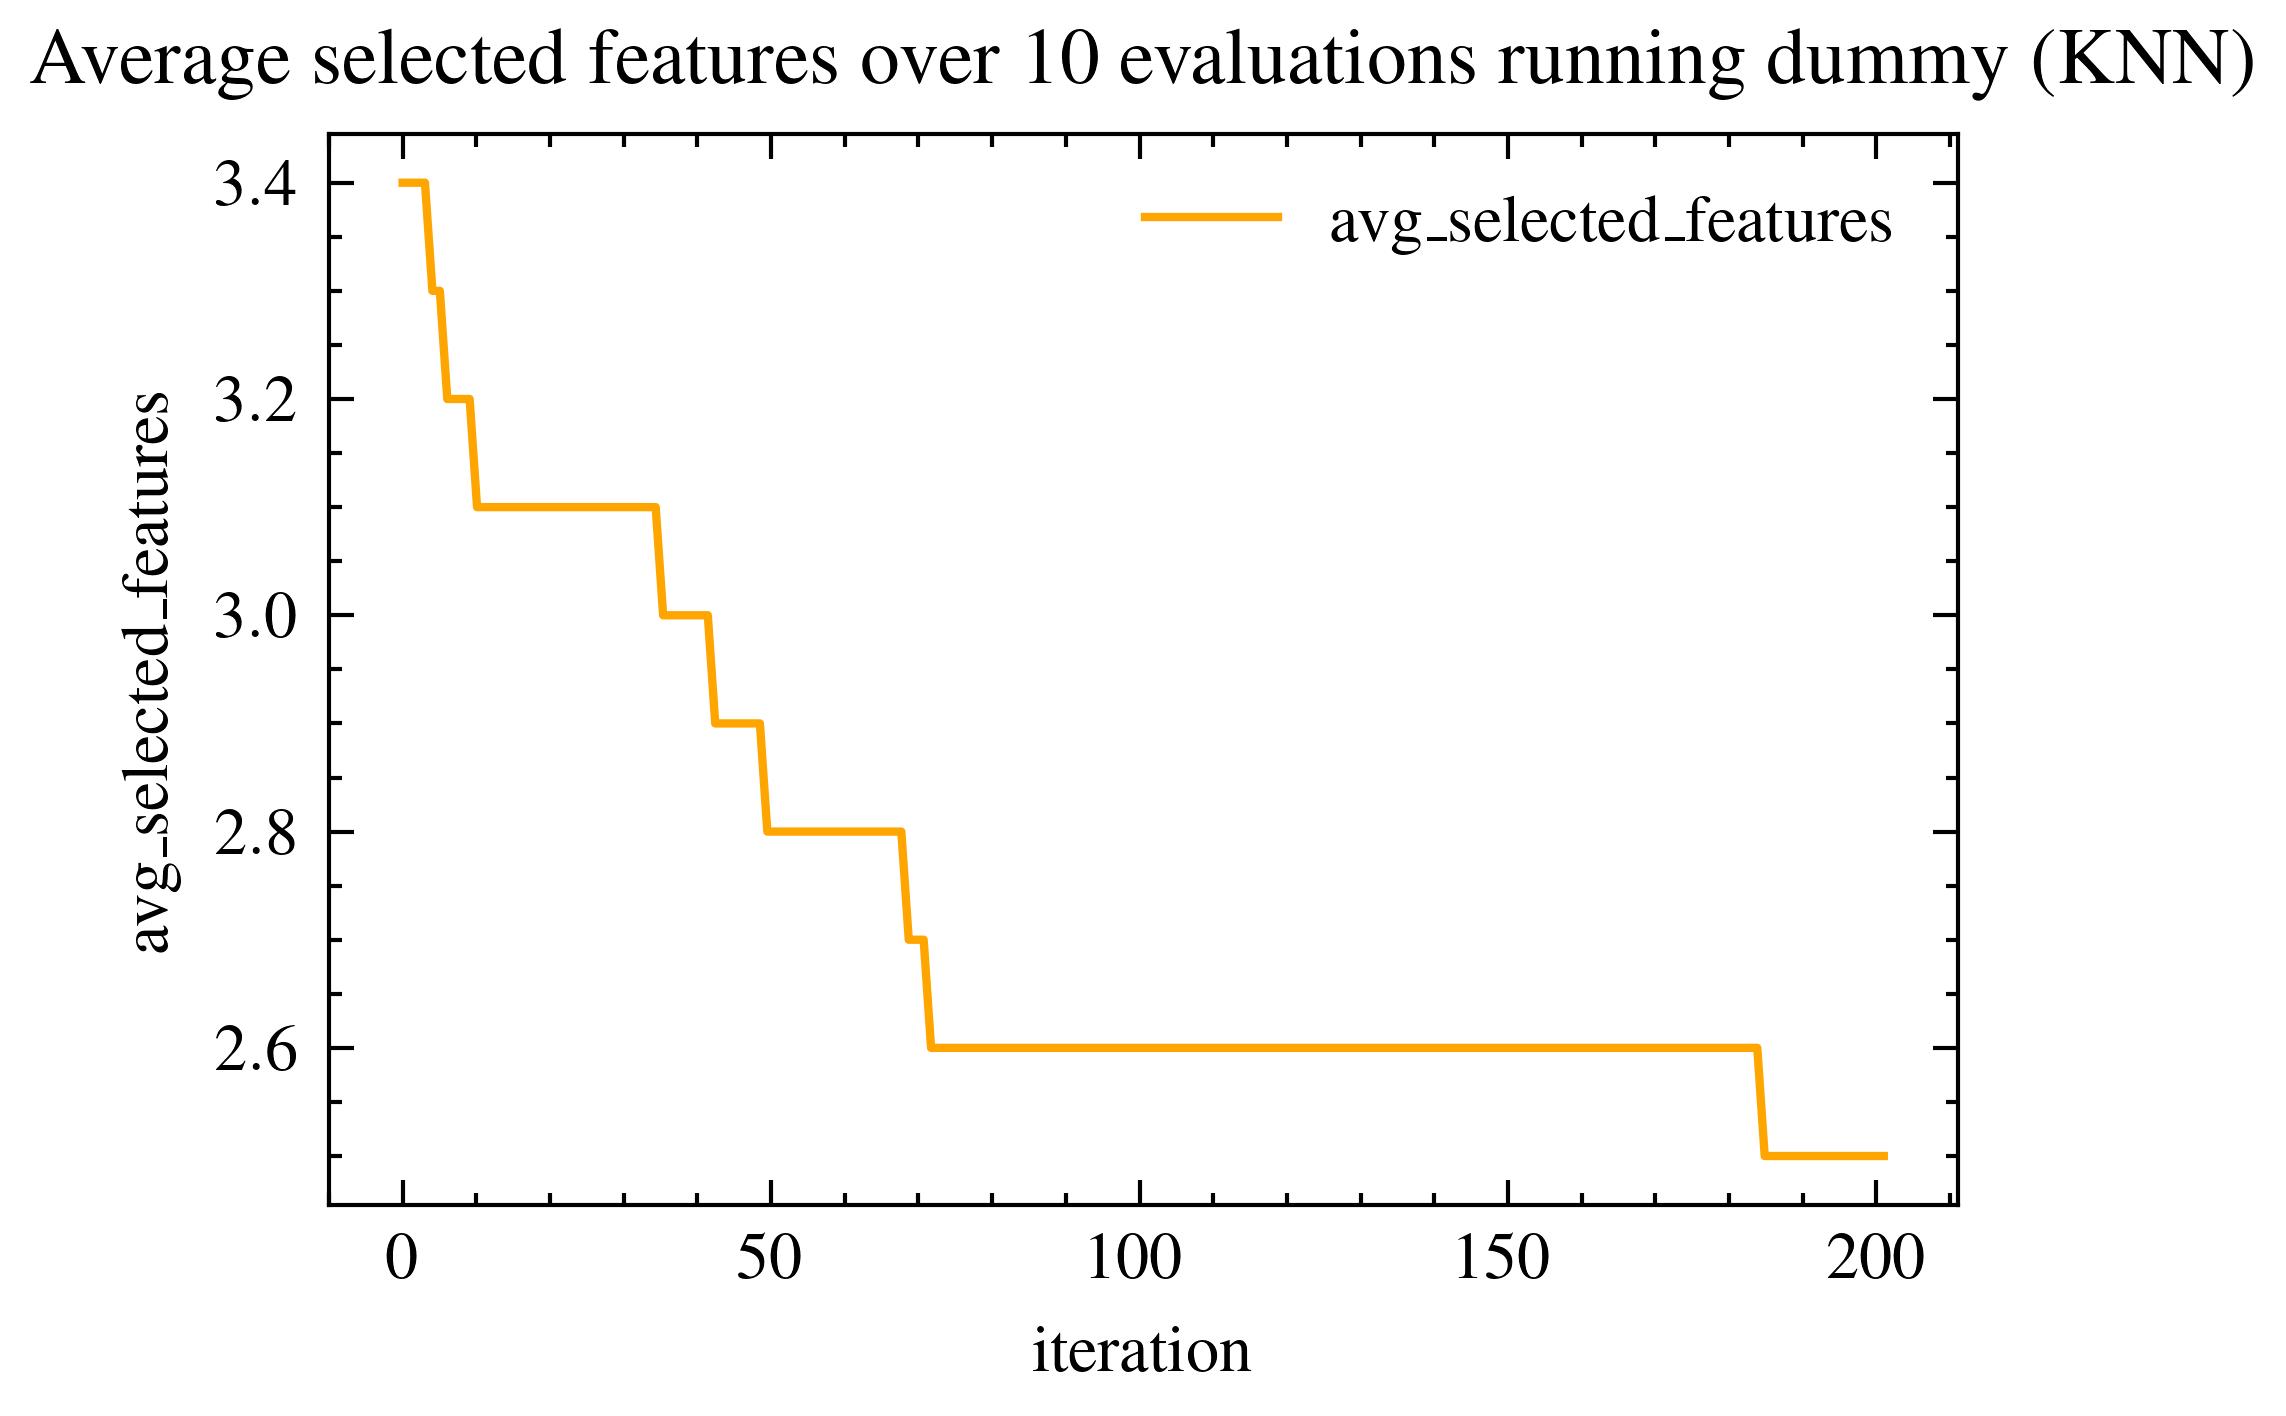 Average selected features over 10 evaluations running dummy (KNN)
avg_selected_features
3.4
3.2
3.0
2.8
2.6
avg_selected_features
0 50 100 150 200
iteration